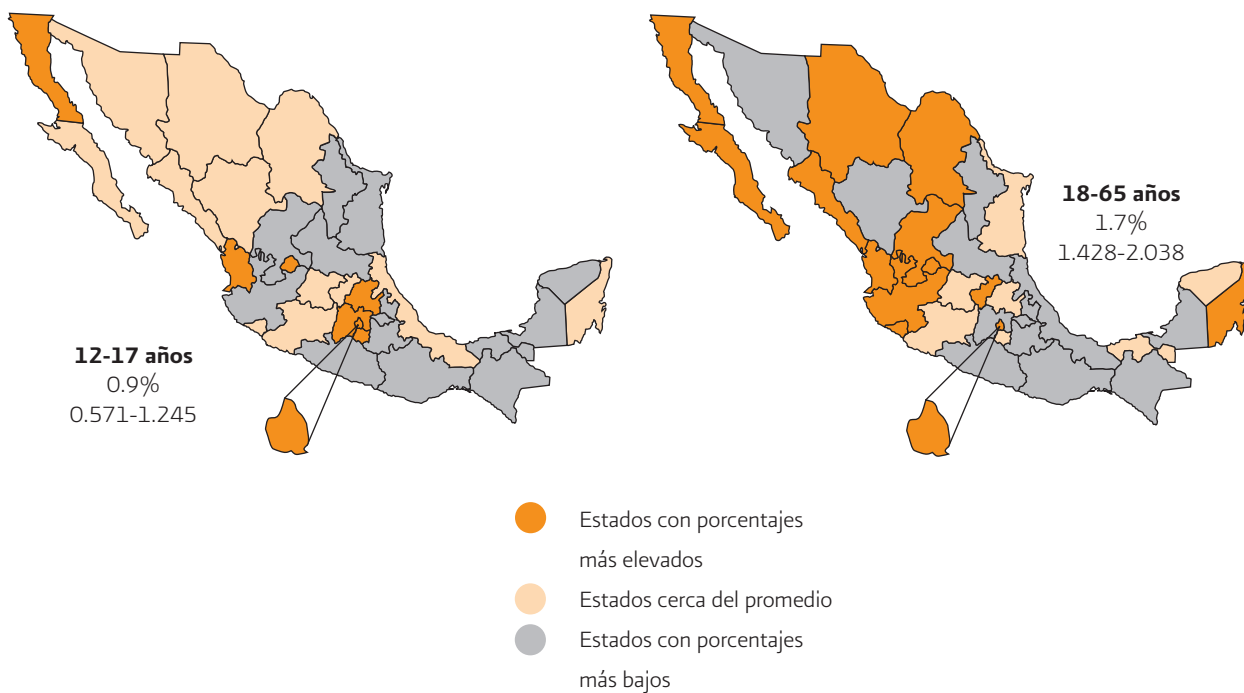 12-17 años
0.9%
0.571-1.245
18-65 años
1.7%
1.428-2.038
Estados con porcentajes
más elevados
Estados cerca del promedio
Estados con porcentajes
más bajos